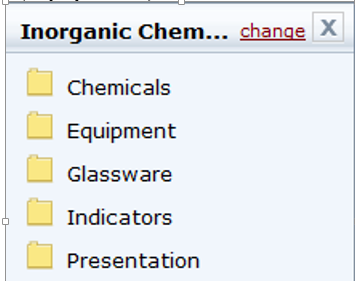 Inorganic Chem... change X
Chemicals
Equipment
Glassware
Indicators
Presentation